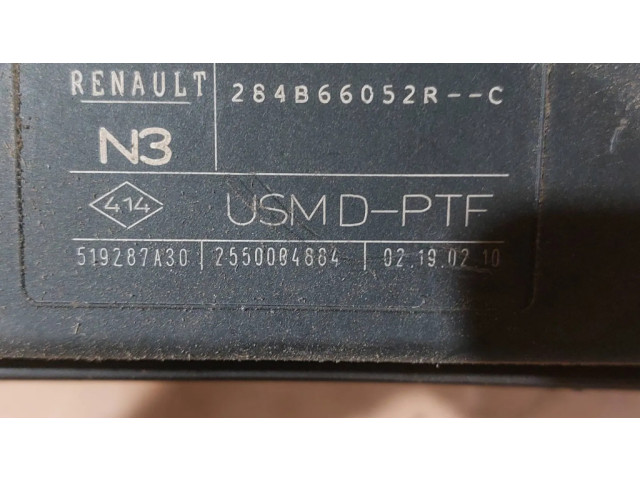 RENAULT 284B66052R--C
N3
414 USM D-PTF
519287A30 2550004884 02.19.02 10